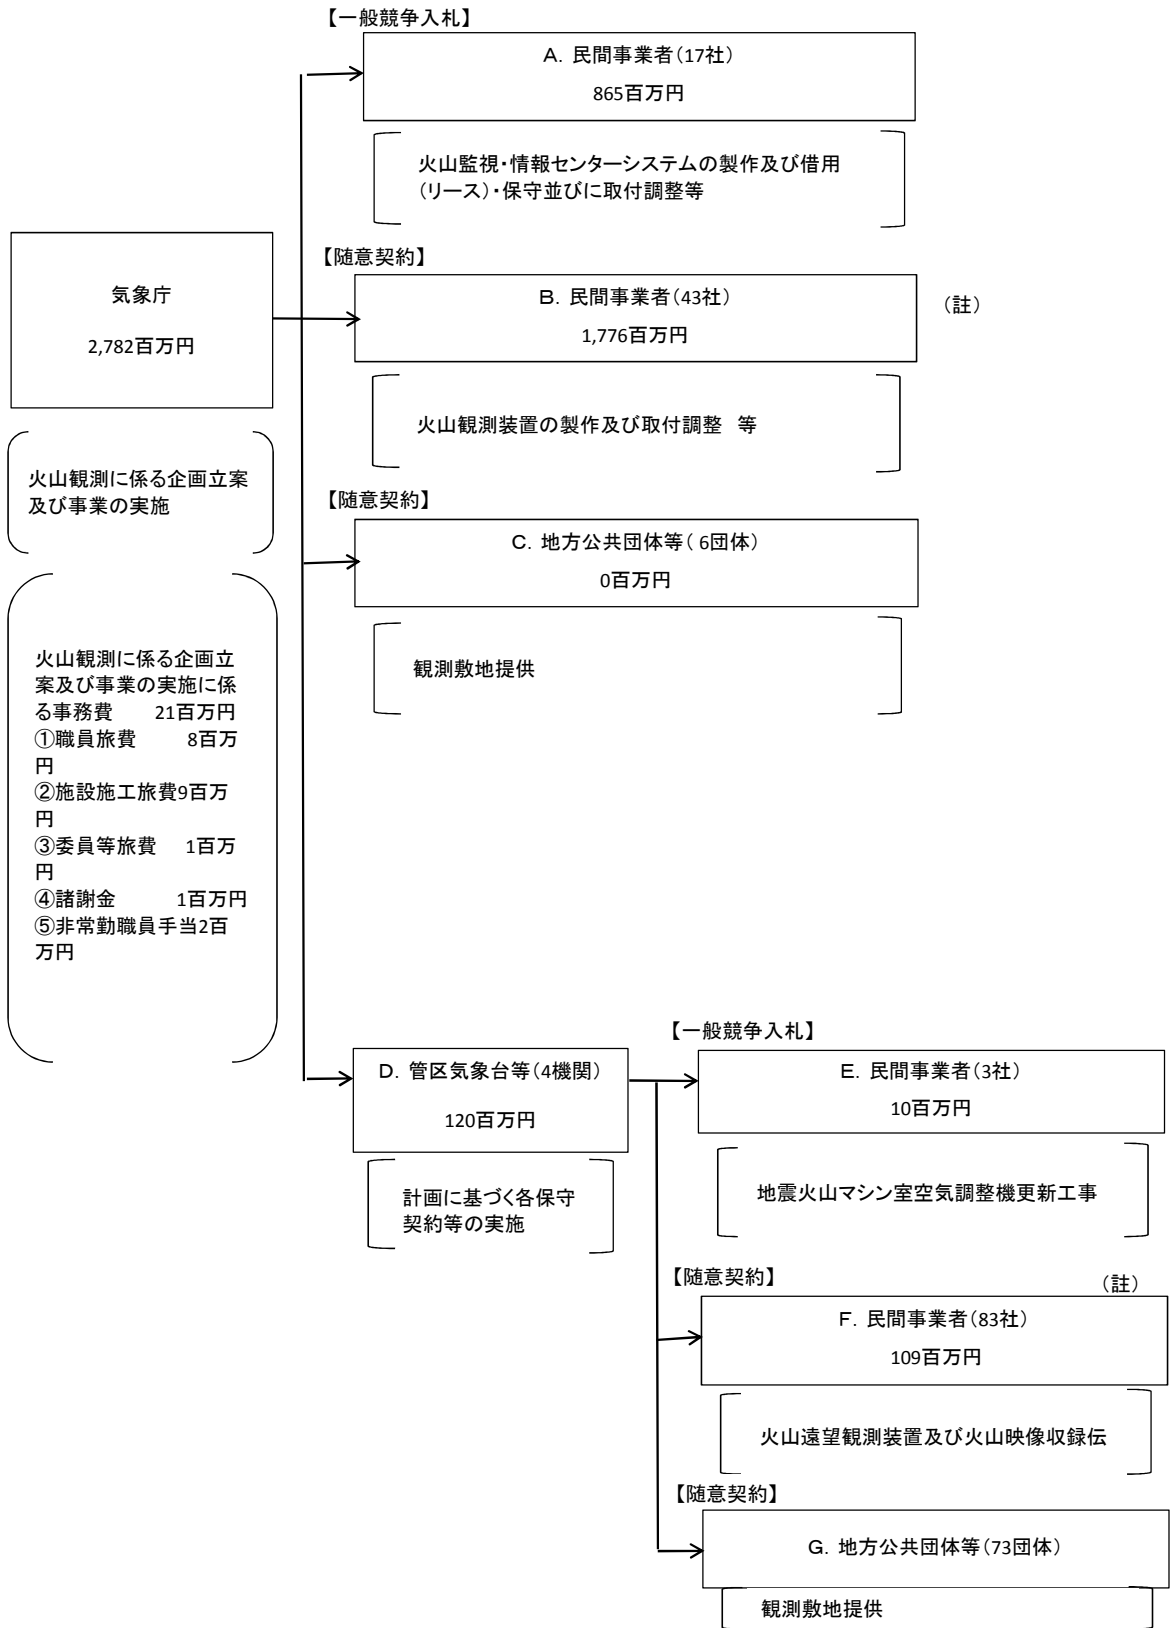 【一般競争入札】
A．民間事業者(17社)
865百万円
火山監視・情報センターシステムの製作及び借用
(リース)・保守並びに取付調整等
気象庁
2,782百万円
火山観測に係る企画立案
及び事業の実施
火山観測に係る企画立
案及び事業の実施に係
る事務費 21百万円
①職員旅費 8百万
円
②施設施工旅費9百万
円
③委員等旅費 1百万
円
④諸謝金 1百万円
⑤非常勤職員手当2百
万円
【随意契約】
B．民間事業者(43社)
1,776百万円
(註)
火山観測装置の製作及び取付調整 等
【随意契約】
C．地方公共団体等( 6団体)
0百万円
観測敷地提供
D．管区気象台等(4機関)
120百万円
計画に基づく各保守
契約等の実施
【一般競争入札】
E．民間事業者(3社)
10百万円
地震火山マシン室空気調整機更新工事
【随意契約】
(註)
F．民間事業者(83社)
109百万円
火山遠望観測装置及び火山映像収録伝
【随意契約】
G．地方公共団体等(73団体)
観測敷地提供